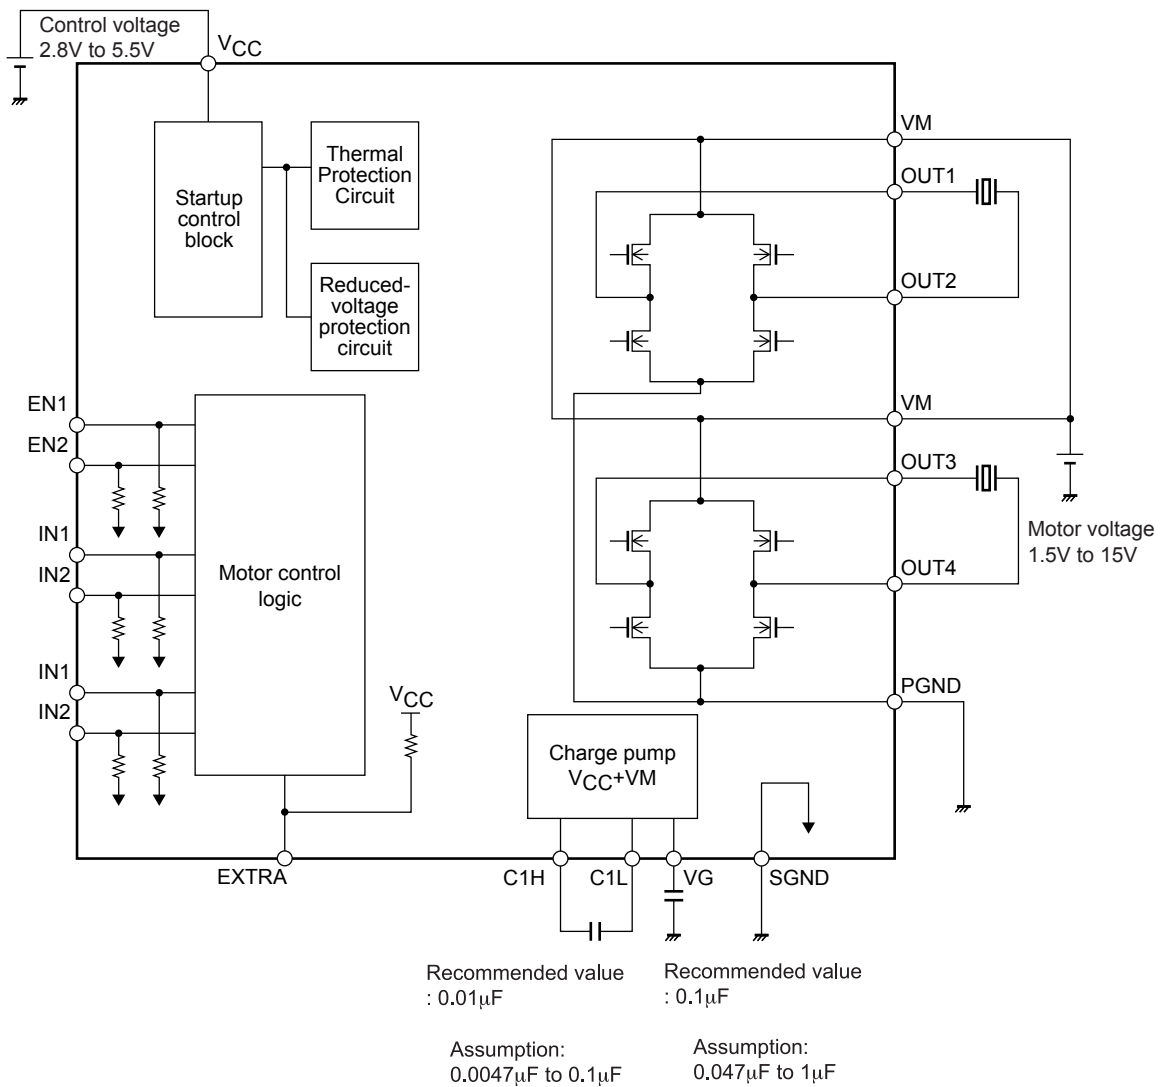 Control voltage
2.8V to 5.5V
VCC
VM
Thermal
Protection
Circuit
OUT1
Startup
control
block
OUT2
Reduced-
voltage
protection
circuit
EN1
VM
EN2
OUT3
IN1
Motor voltage
1.5V to 15V
IN2
Motor control
logic
OUT4
IN1
VCC
PGND
IN2
Charge pump
VCC+VM
EXTRA
C1H
C1L
VG
SGND
Recommended value
: 0.01µF
Recommended value
: 0.1µF
Assumption:
0.0047µF to 0.1µF
Assumption:
0.047µF to 1µF